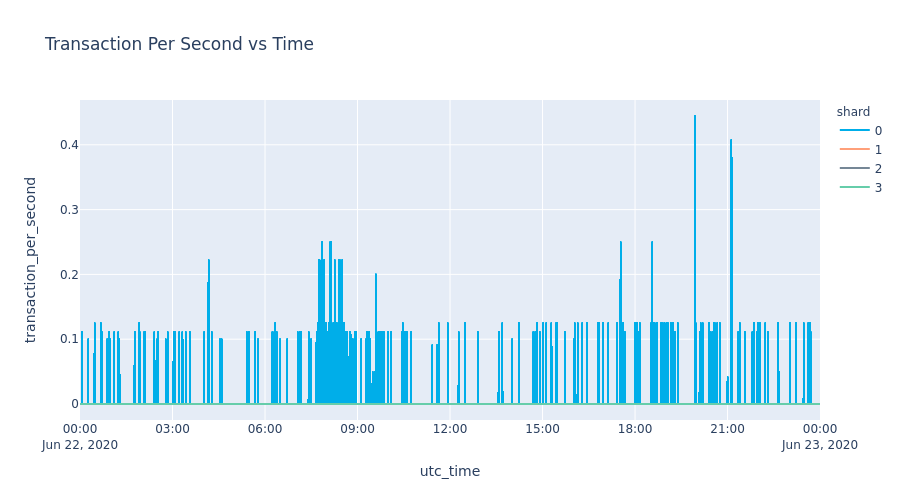 Transaction Per Second vs Time
shard
0
1
2
3
transaction_per_second
0.4
0.3
0.2
0.1
0
00:00 03:00 06:00 09:00 12:00 15:00 18:00 21:00 00:00
Jun 22, 2020 Jun 23, 2020
utc_time